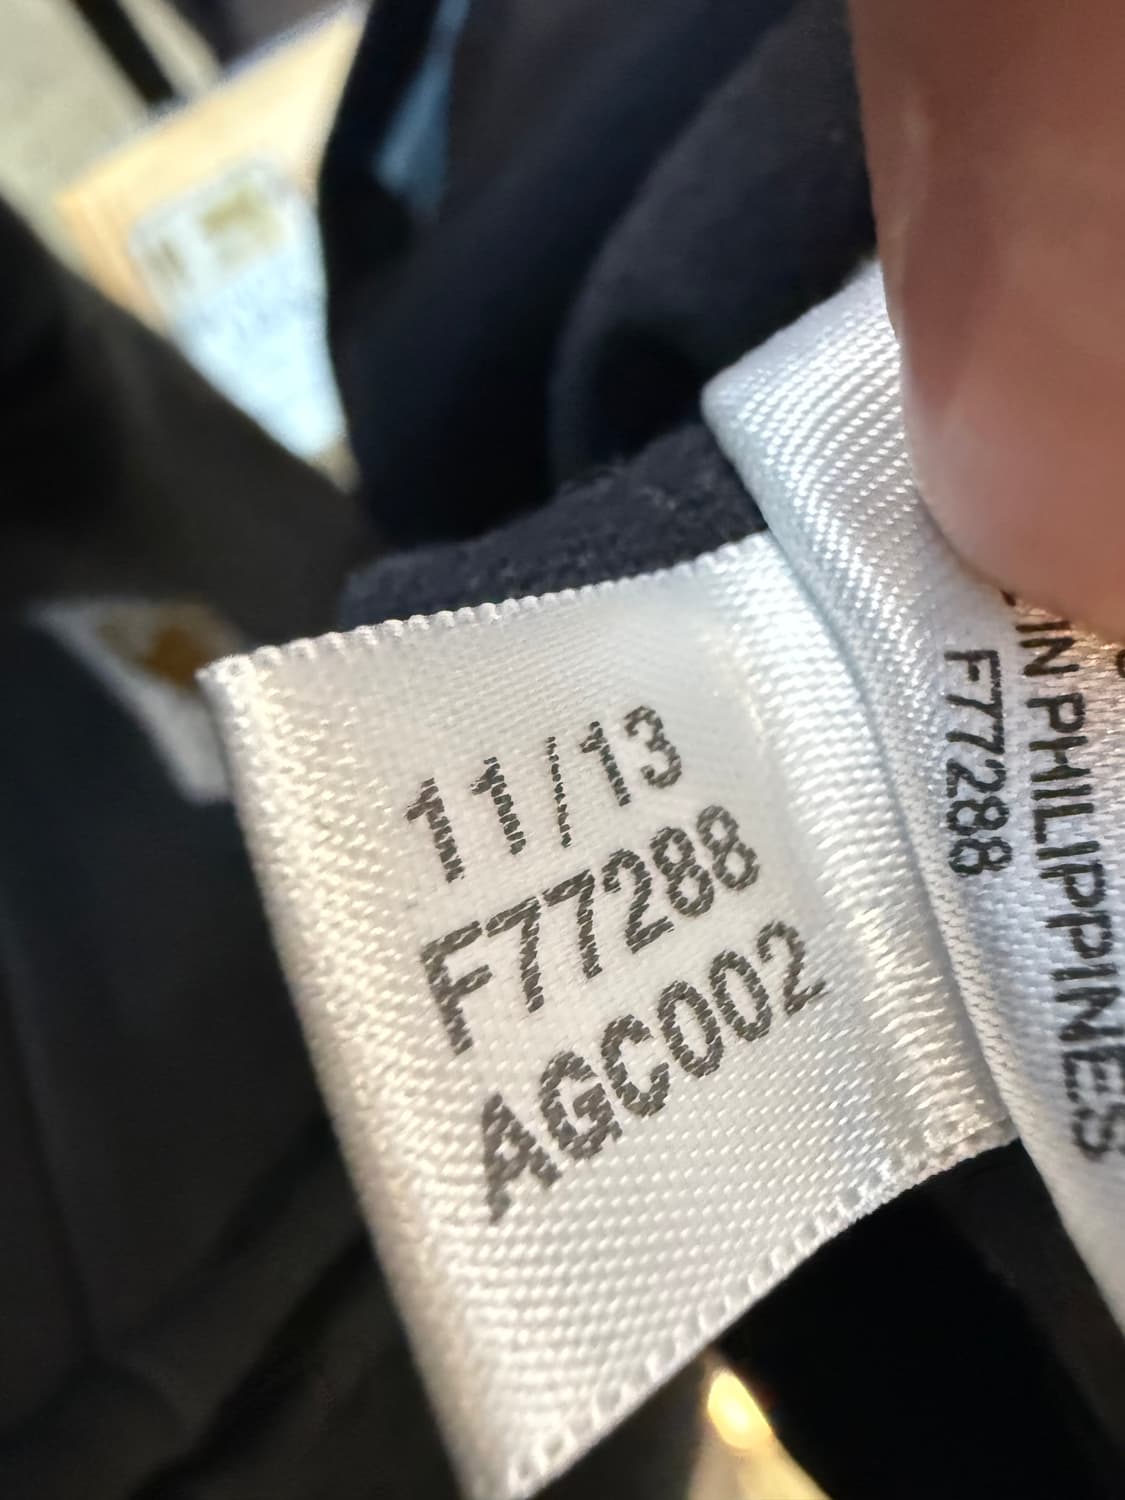 11/13
F77288
AGC002
IN PHILIPPINES
F77288